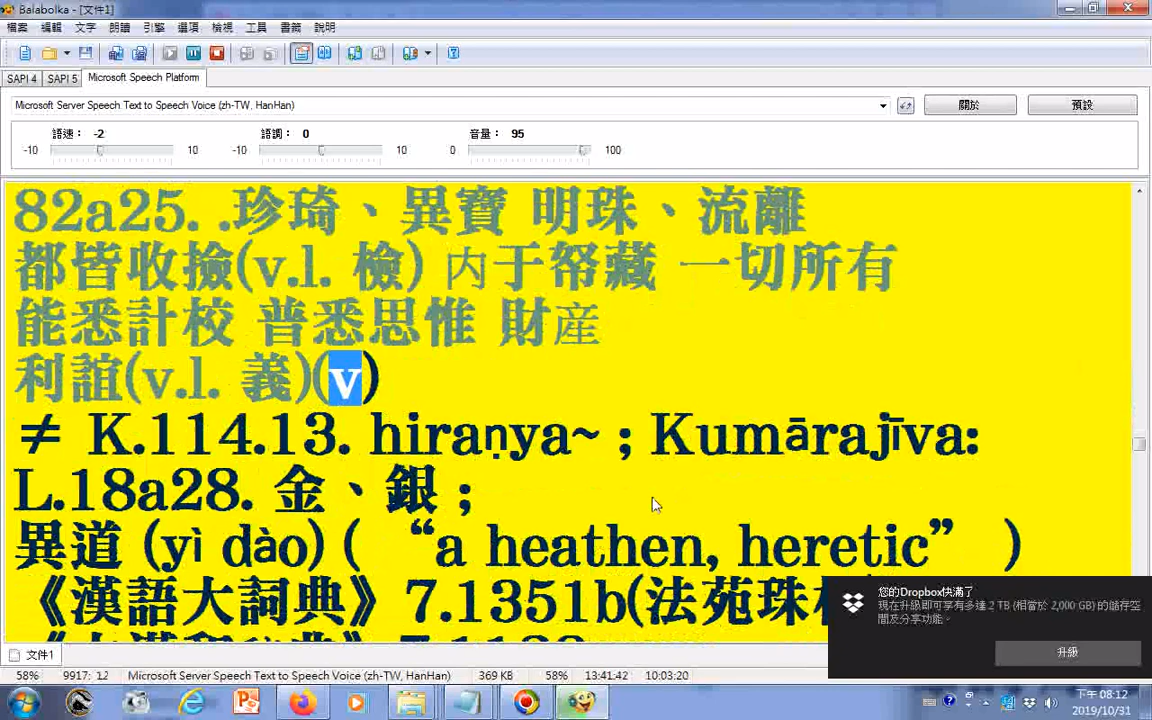 Balabolka - [文件1]
檔案 編輯 文字 朗讀 引擎 選項 檢視 工具 書籤 說明
SAPI 4 SAPI 5 Microsoft Speech Platform
Microsoft Server Speech Text to Speech Voice (zh-TW, HanHan) 關於 預設
語速： -2 語調： 0 音量： 95
-10 10 -10 10 0 100
82a25. .珍琦、異寶 明珠、流離
都皆收撿(v.l. 檢) 内于帑藏 一切所有
能悉計校 普悉思惟 財産
利誼(v.l. 義)(v)
≠ K.114.13. hiraṇya~ ; Kumārajīva:
L.18a28. 金、銀；
異道 (yì dào) ( “a heathen, heretic” )
《漢語大詞典》 7.1351b(法苑珠
您的Dropbox快滿了
現在升級即可享有多達 2 TB (相當於 2,000 GB) 的儲存空
間及分享功能。
升級
文件1
58% 9917: 12 Microsoft Server Speech Text to Speech Voice (zh-TW, HanHan) 369 KB 58% 13:41:42 10:03:20
下午 08:12
2019/10/31